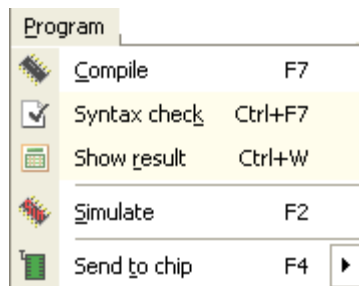 Program
Compile F7
Syntax check Ctrl+F7
Show result Ctrl+W
Simulate F2
Send to chip F4